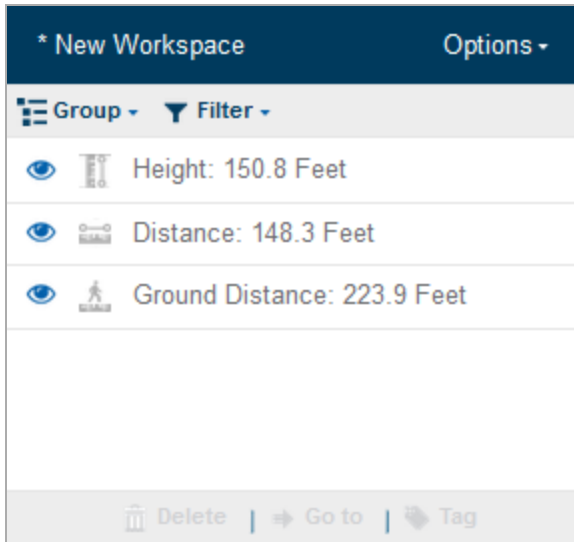 * New Workspace Options
Group Filter
Height: 150.8 Feet
Distance: 148.3 Feet
Ground Distance: 223.9 Feet
Delete | Go to | Tag